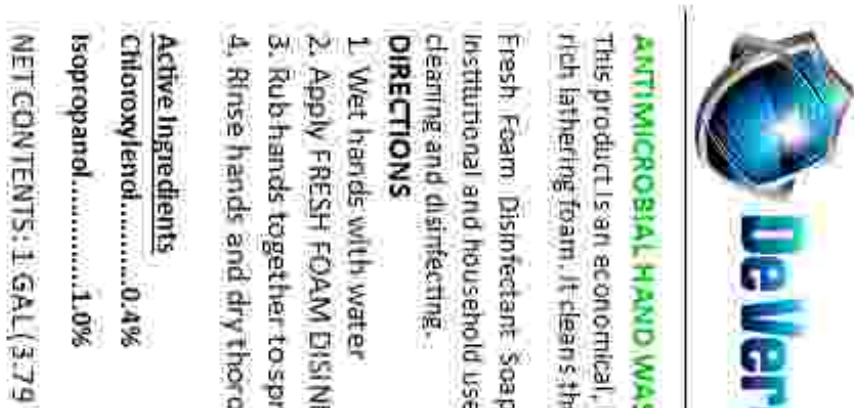 De Ver
ANTIMICROBIAL HAND WAS
This product is an economical,
rich lathering foam. It cleans the
Fresh Foam Disinfectant Soap
Institutional and household use
cleaning and disinfecting.
DIRECTIONS
1. Wet hands with water
2. Apply FRESH FOAM DISIN
3. Rub hands together to spr
4. Rinse hands and dry thoro
Active Ingredients
Chloroxylenol............0.4%
Isopropanol..............1.0%
NET CONTENTS: 1 GAL (3.79